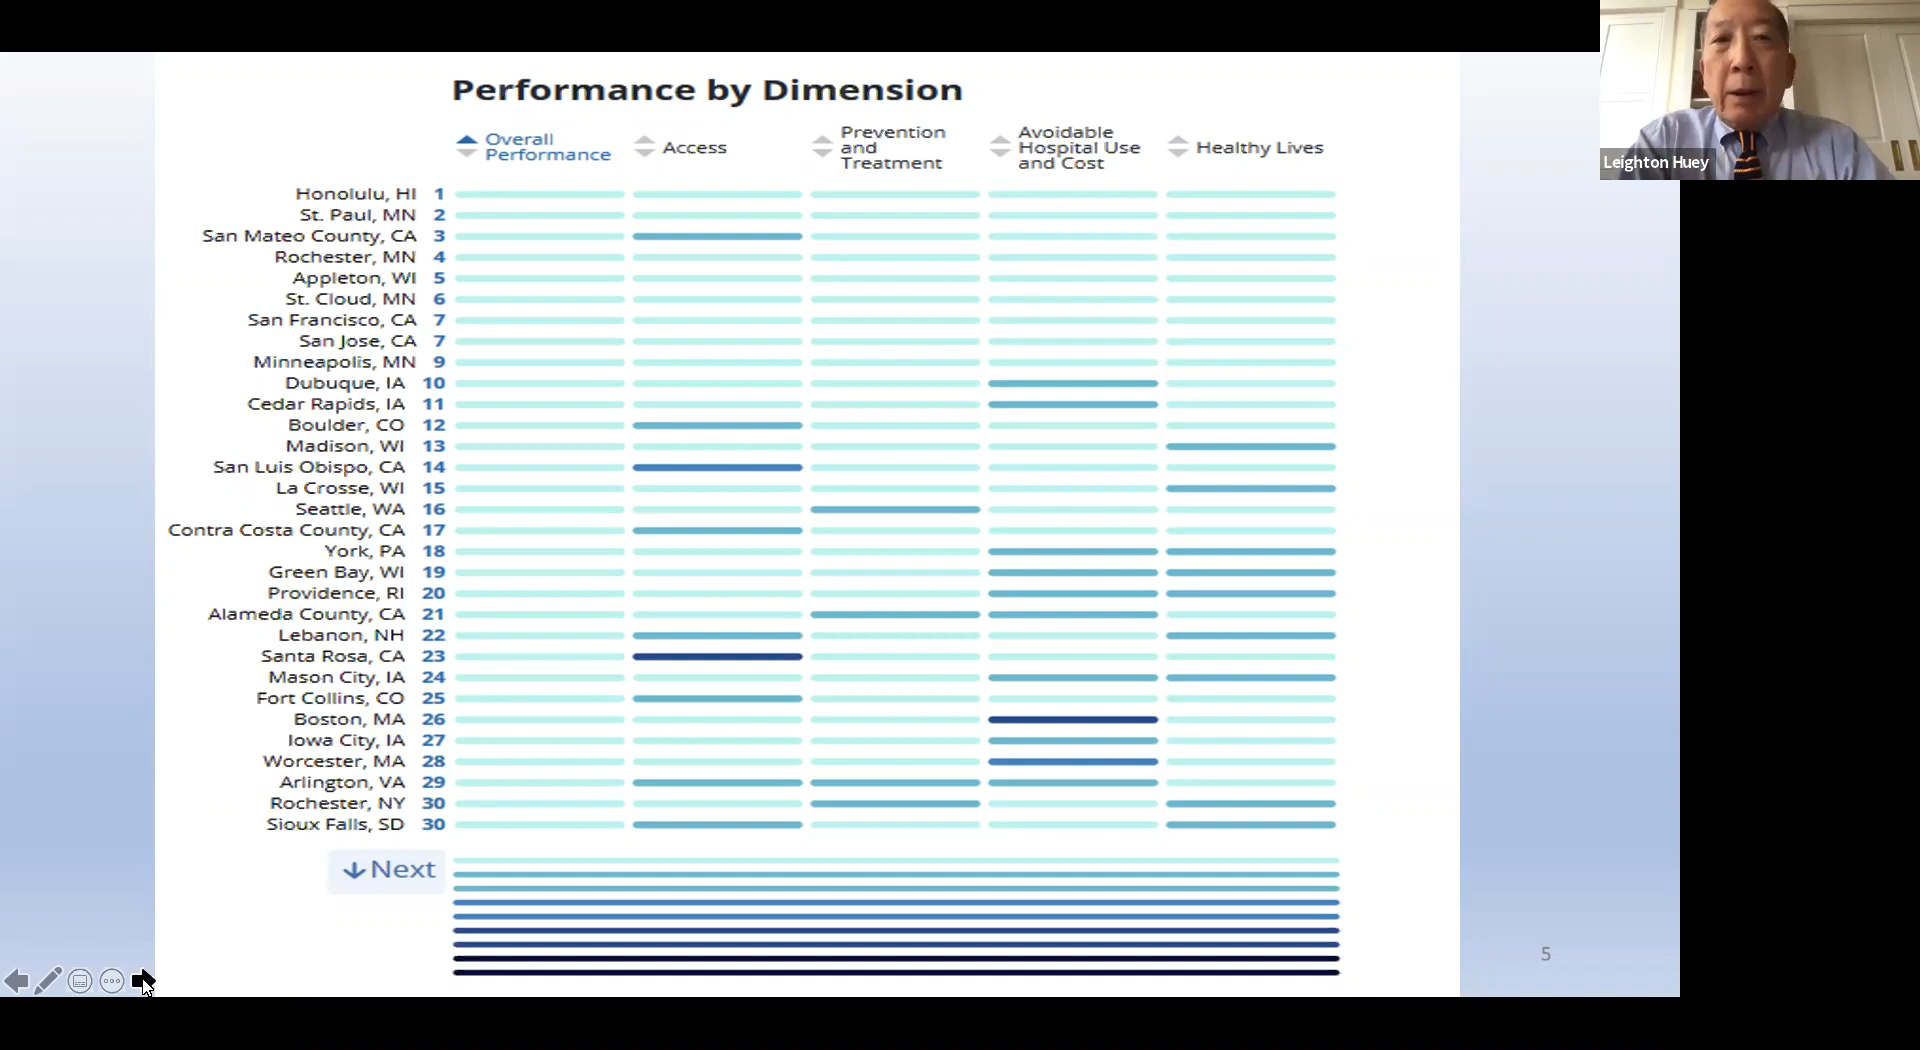 Performance by Dimension
Overall
Performance
Access
Prevention
and
Treatment
Avoidable
Hospital Use
and Cost
Healthy Lives
Leighton Huey
Honolulu, HI 1
St. Paul, MN 2
San Mateo County, CA 3
Rochester, MN 4
Appleton, WI 5
St. Cloud, MN 6
San Francisco, CA 7
San Jose, CA 7
Minneapolis, MN 9
Dubuque, IA 10
Cedar Rapids, IA 11
Boulder, CO 12
Madison, WI 13
San Luis Obispo, CA 14
La Crosse, WI 15
Seattle, WA 16
Contra Costa County, CA 17
York, PA 18
Green Bay, WI 19
Providence, RI 20
Alameda County, CA 21
Lebanon, NH 22
Santa Rosa, CA 23
Mason City, IA 24
Fort Collins, CO 25
Boston, MA 26
Iowa City, IA 27
Worcester, MA 28
Arlington, VA 29
Rochester, NY 30
Sioux Falls, SD 30
Next
5